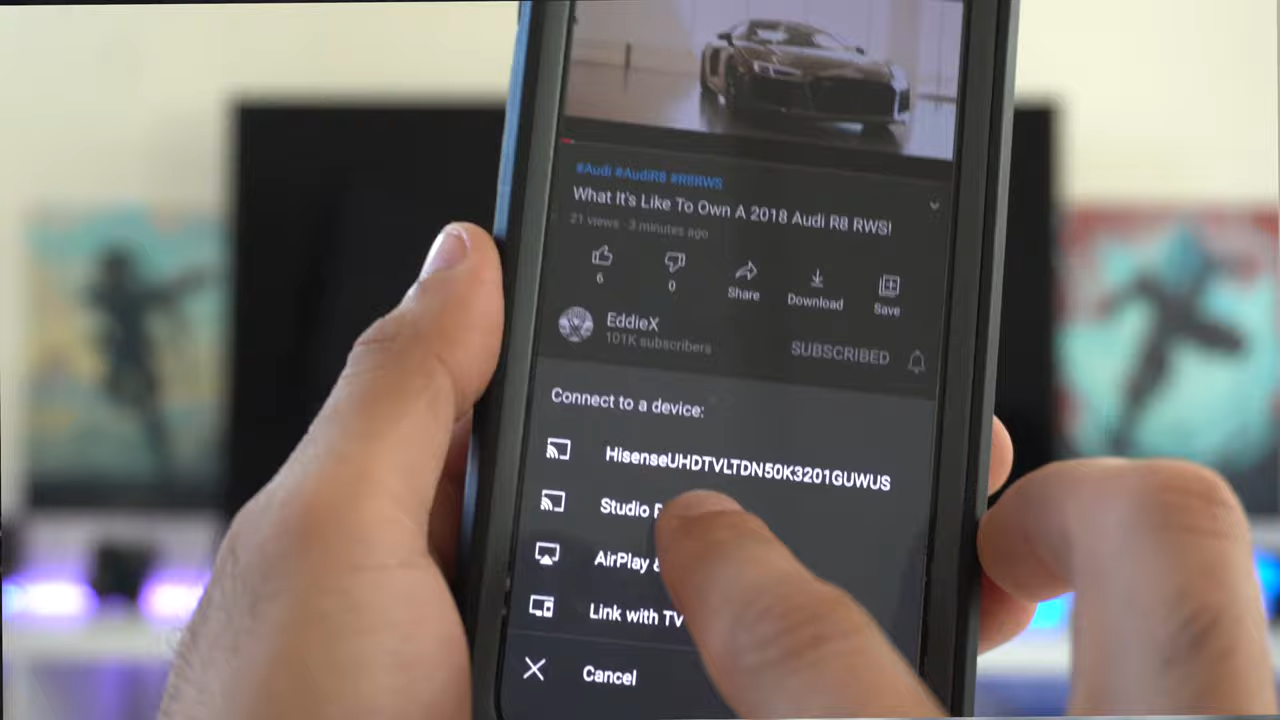 #Audi #AudiR8 #R8RWS
What It's Like To Own A 2018 Audi R8 RWS!
21 views · 3 minutes ago
6
0
Share
Download
Save
EddieX
101K subscribers
SUBSCRIBED
Connect to a device:
HisenseUHDTVLTDN50K3201GUWUS
Studio
AirPlay
Link with TV
Cancel